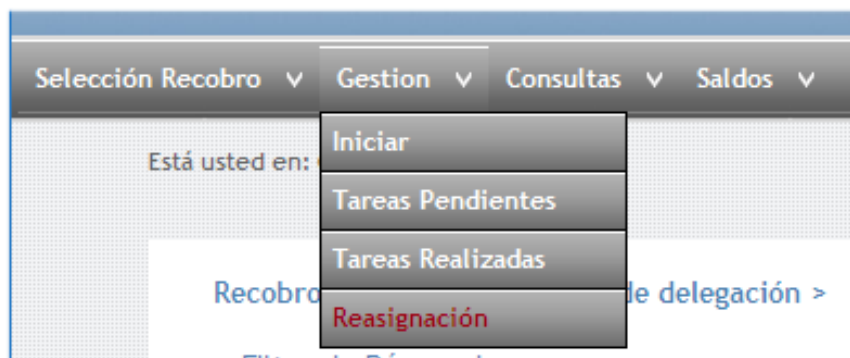 Selección Recobro Gestion Consultas Saldos
Iniciar
Está usted en:
Tareas Pendientes
Tareas Realizadas
Recobro de delegación >
Reasignación